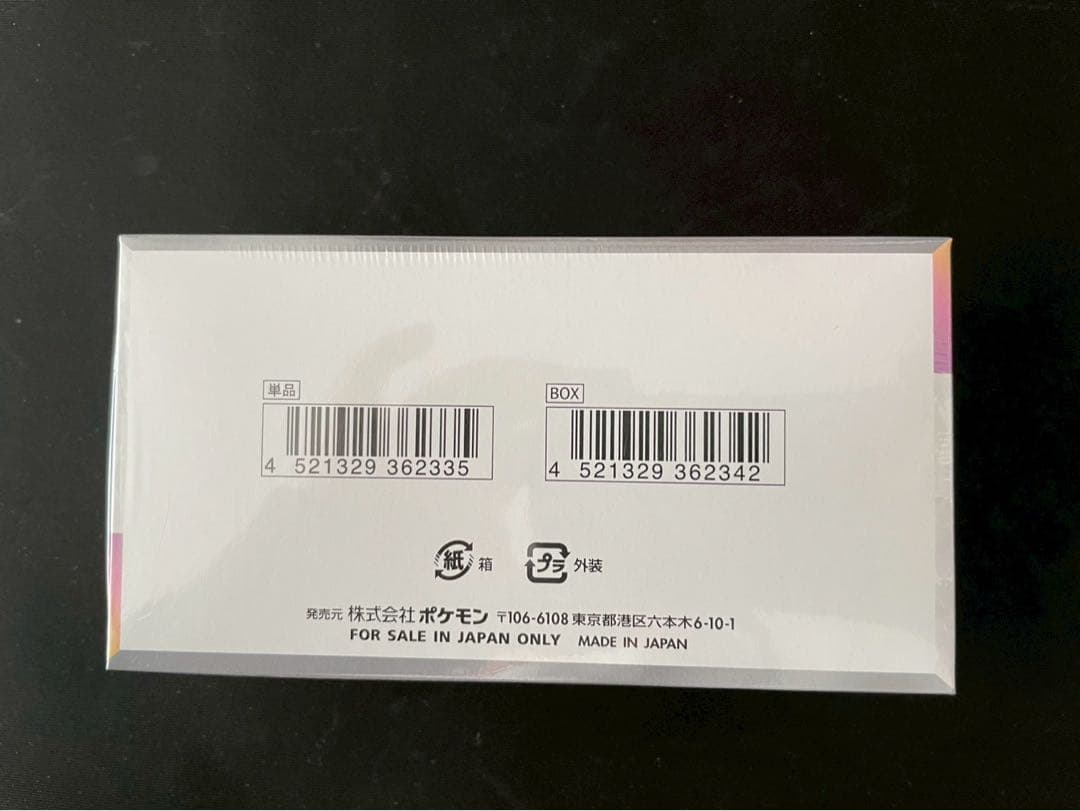 単品
BOX
4 521329 362335
4 521329 362342
紙 箱
プラ 外装
発売元 株式会社ポケモン 〒106-6108 東京都港区六本木6-10-1
FOR SALE IN JAPAN ONLY MADE IN JAPAN